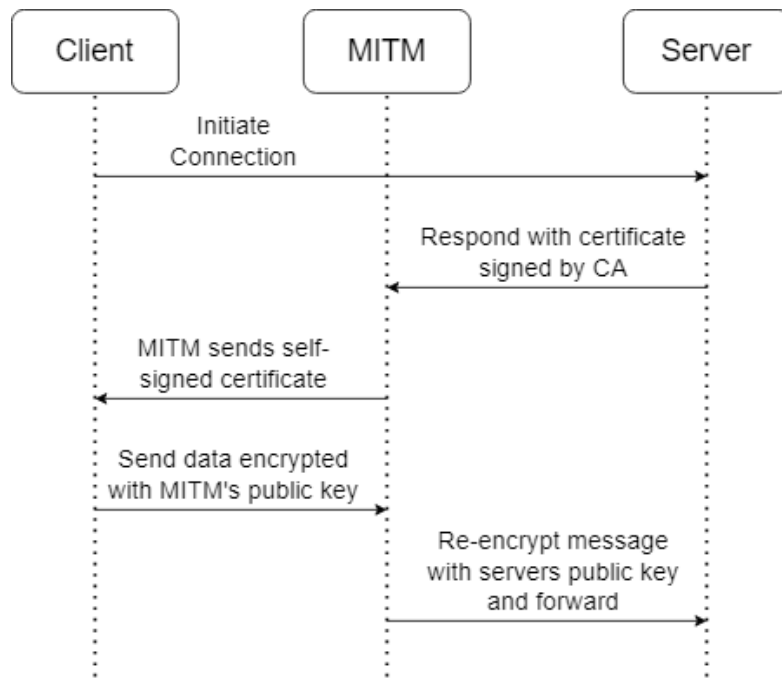 Client
MITM
Server
Initiate
Connection
Respond with certificate
signed by CA
MITM sends self-
signed certificate
Send data encrypted
with MITM's public key
Re-encrypt message
with servers public key
and forward